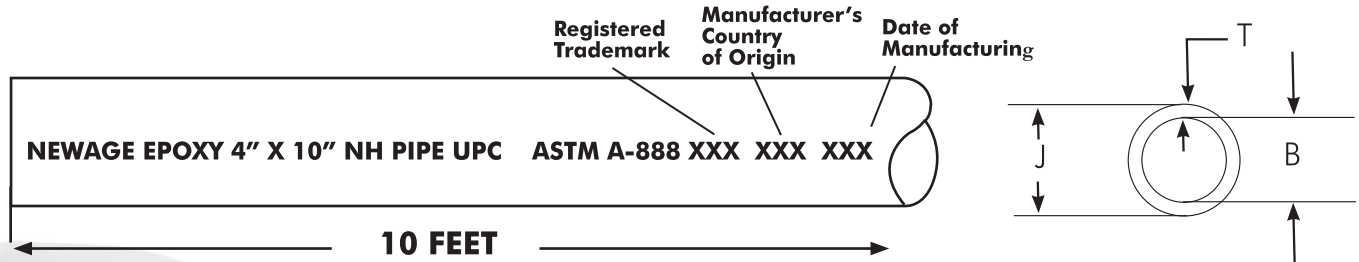 Registered
Trademark
Manufacturer's
Country
of Origin
Date of
Manufacturing
T
NEWAGE EPOXY 4" X 10" NH PIPE UPC ASTM A-888 XXX XXX XXX
J
B
10 FEET